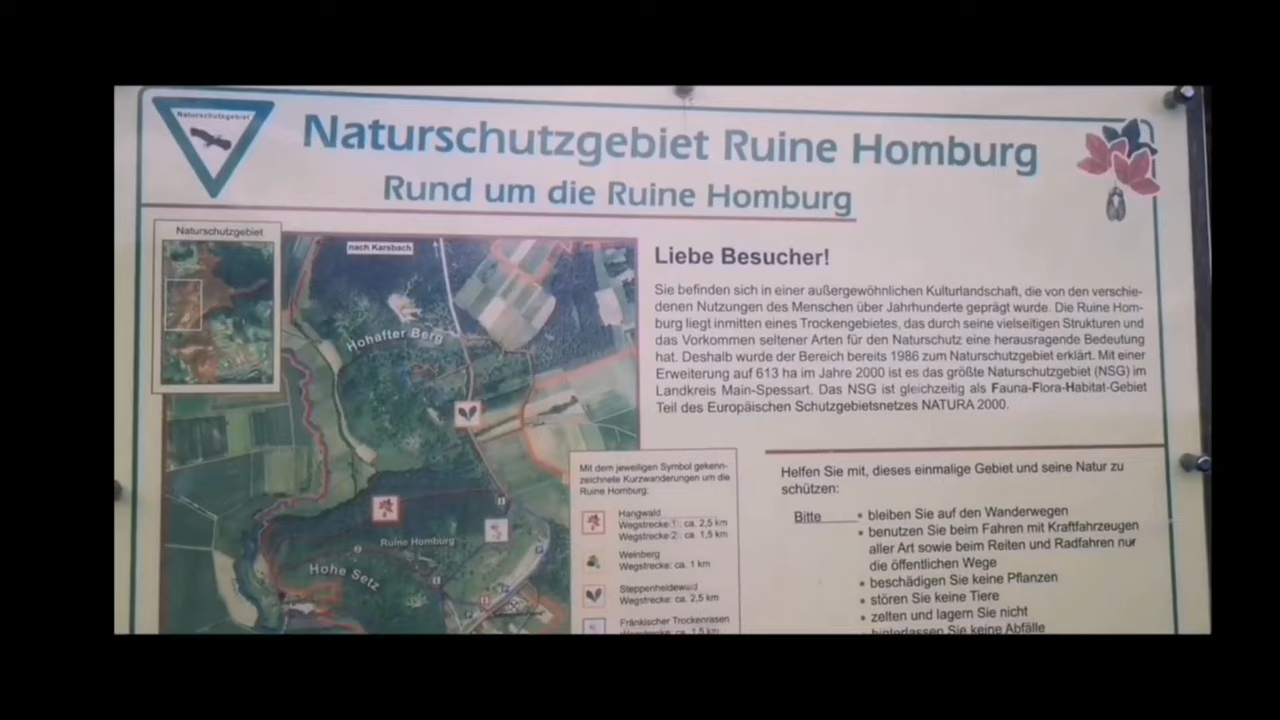 Naturschutzgebiet
Naturschutzgebiet Ruine Homburg
Rund um die Ruine Homburg
Naturschutzgebiet
nach Karsbach
Hohafter Berg
Ruine Homburg
Hohe Setz
Liebe Besucher!
Sie befinden sich in einer außergewöhnlichen Kulturlandschaft, die von den verschie-
denen Nutzungen des Menschen über Jahrhunderte geprägt wurde. Die Ruine Hom-
burg liegt inmitten eines Trockengebietes, das durch seine vielseitigen Strukturen und
das Vorkommen seltener Arten für den Naturschutz eine herausragende Bedeutung
hat. Deshalb wurde der Bereich bereits 1986 zum Naturschutzgebiet erklärt. Mit einer
Erweiterung auf 613 ha im Jahre 2000 ist es das größte Naturschutzgebiet (NSG) im
Landkreis Main-Spessart. Das NSG ist gleichzeitig als Fauna-Flora-Habitat-Gebiet
Teil des Europäischen Schutzgebietsnetzes NATURA 2000.
Mit dem jeweiligen Symbol gekenn-
zeichnete Kurzwanderungen um die
Ruine Homburg:
Hangwald
Wegstrecke 1 : ca. 2,5 km
Wegstrecke 2 : ca. 1,5 km
Weinberg
Wegstrecke: ca. 1 km
Steppenheidewald
Wegstrecke: ca. 2,5 km
Fränkischer Trockenrasen
Wegstrecke: ca. 1,5 km
Helfen Sie mit, dieses einmalige Gebiet und seine Natur zu
schützen:
Bitte • bleiben Sie auf den Wanderwegen
• benutzen Sie beim Fahren mit Kraftfahrzeugen
aller Art sowie beim Reiten und Radfahren nur
die öffentlichen Wege
• beschädigen Sie keine Pflanzen
• stören Sie keine Tiere
• zelten und lagern Sie nicht
• hinterlassen Sie keine Abfälle